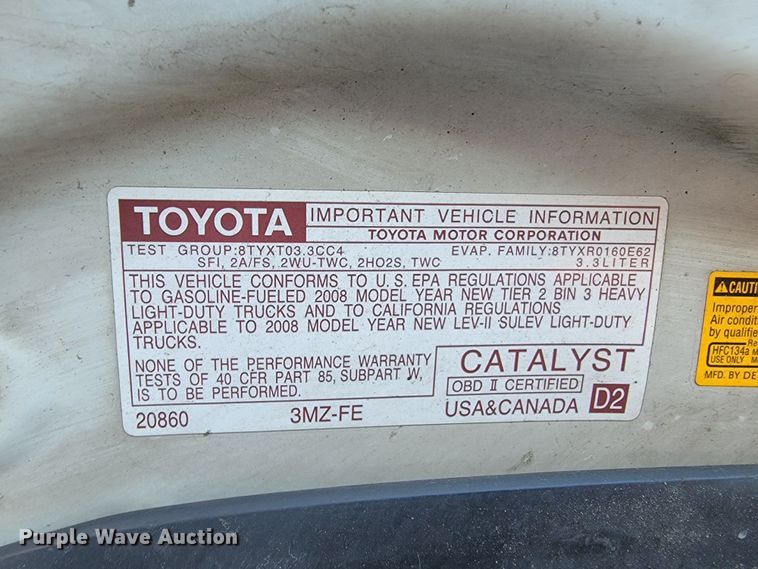 TOYOTA IMPORTANT VEHICLE INFORMATION
TOYOTA MOTOR CORPORATION
TEST GROUP:8TYXT03.3CC4 EVAP. FAMILY:8TYXR0160E62
SFI, 2A/FS, 2WU-TWC, 2HO2S, TWC 3.3LITER
THIS VEHICLE CONFORMS TO U.S.EPA REGULATIONS APPLICABLE
TO GASOLINE-FUELED 2008 MODEL YEAR NEW TIER 2 BIN 3 HEAVY
LIGHT-DUTY TRUCKS AND TO CALIFORNIA REGULATIONS
APPLICABLE TO 2008 MODEL YEAR NEW LEV-II SULEV LIGHT-DUTY
TRUCKS.
NONE OF THE PERFORMANCE WARRANTY
TESTS OF 40 CFR PART 85, SUBPART W,
IS TO BE PERFORMED.
CATALYST
OBD II CERTIFIED
20860 3MZ-FE USA&CANADA D2
CAUTI
Improper
Air condit
by qualifie
Re
HFC134a M
USE ONLY M
MFD. BY DE
Purple Wave Auction